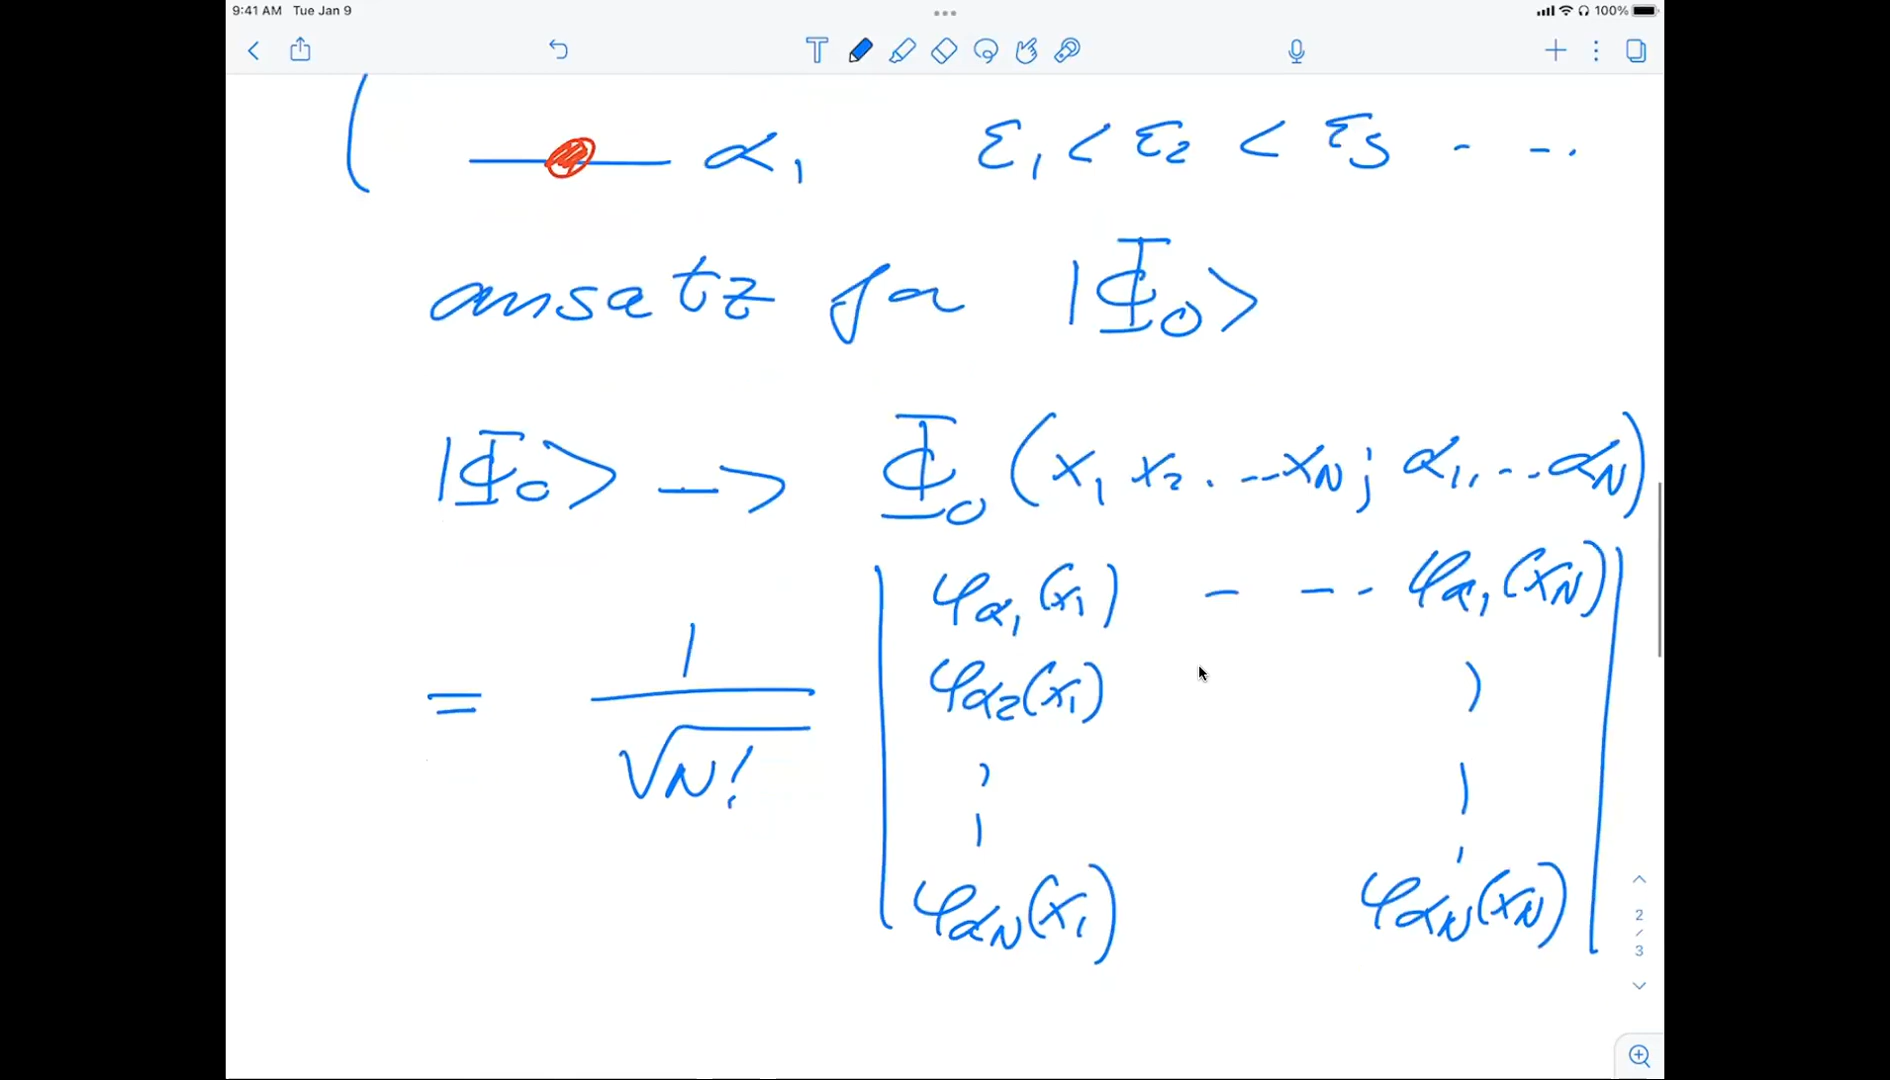 9:41 AM Tue Jan 9
100%
α₁ ε₁ < ε₂ < ε₃ - - ·
ansatz for |Φ₀>
|Φ₀> → Φ₀ (x₁ x₂ . - - x_N ; α₁, . - - α_N)
φ_α₁(x₁) - - - · φ_α₁(x_N)
φ_α₂(x₁)
= 1/√N!
φ_α_N(x₁) φ_α_N(x_N)
2
/
3